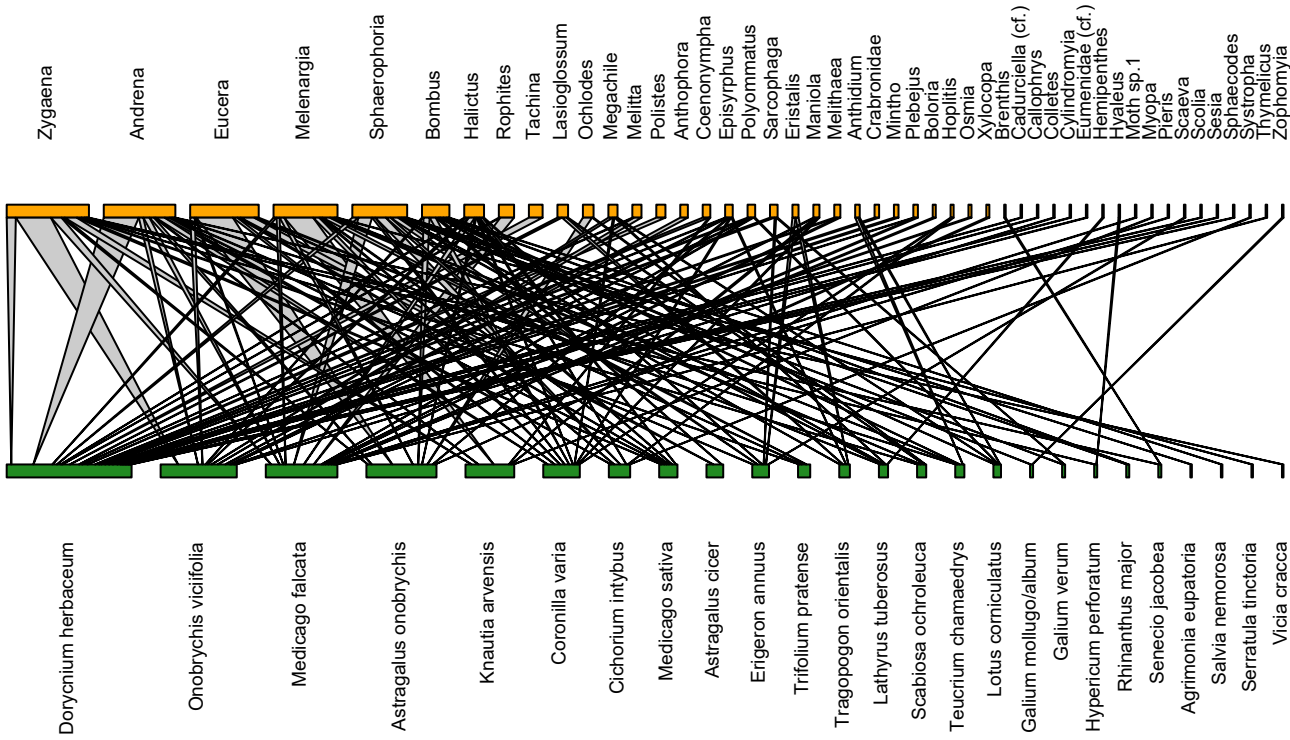 Zygaena
Andrena
Eucera
Melenargia
Sphaerophoria
Bombus
Halictus
Rophites
Tachina
Lasioglossum
Ochlodes
Megachile
Melitta
Polistes
Anthophora
Coenonympha
Episyrphus
Polyommatus
Sarcophaga
Eristalis
Maniola
Melithaea
Anthidium
Crabronidae
Mintho
Plebejus
Boloria
Hoplitis
Osmia
Xylocopa
Brenthis
Cadurciella (cf.)
Callophrys
Colletes
Cylindromyia
Eumenidae (cf.)
Hemipenthes
Hyaleus
Moth sp.1
Myopa
Pieris
Scaeva
Scolia
Sesia
Sphaecodes
Systropha
Thymelicus
Zophomyia
Dorycnium herbaceum
Onobrychis viciifolia
Medicago falcata
Astragalus onobrychis
Knautia arvensis
Coronilla varia
Cichorium intybus
Medicago sativa
Astragalus cicer
Erigeron annuus
Trifolium pratense
Tragopogon orientalis
Lathyrus tuberosus
Scabiosa ochroleuca
Teucrium chamaedrys
Lotus corniculatus
Galium mollugo/album
Galium verum
Hypericum perforatum
Rhinanthus major
Senecio jacobea
Agrimonia eupatoria
Salvia nemorosa
Serratula tinctoria
Vicia cracca